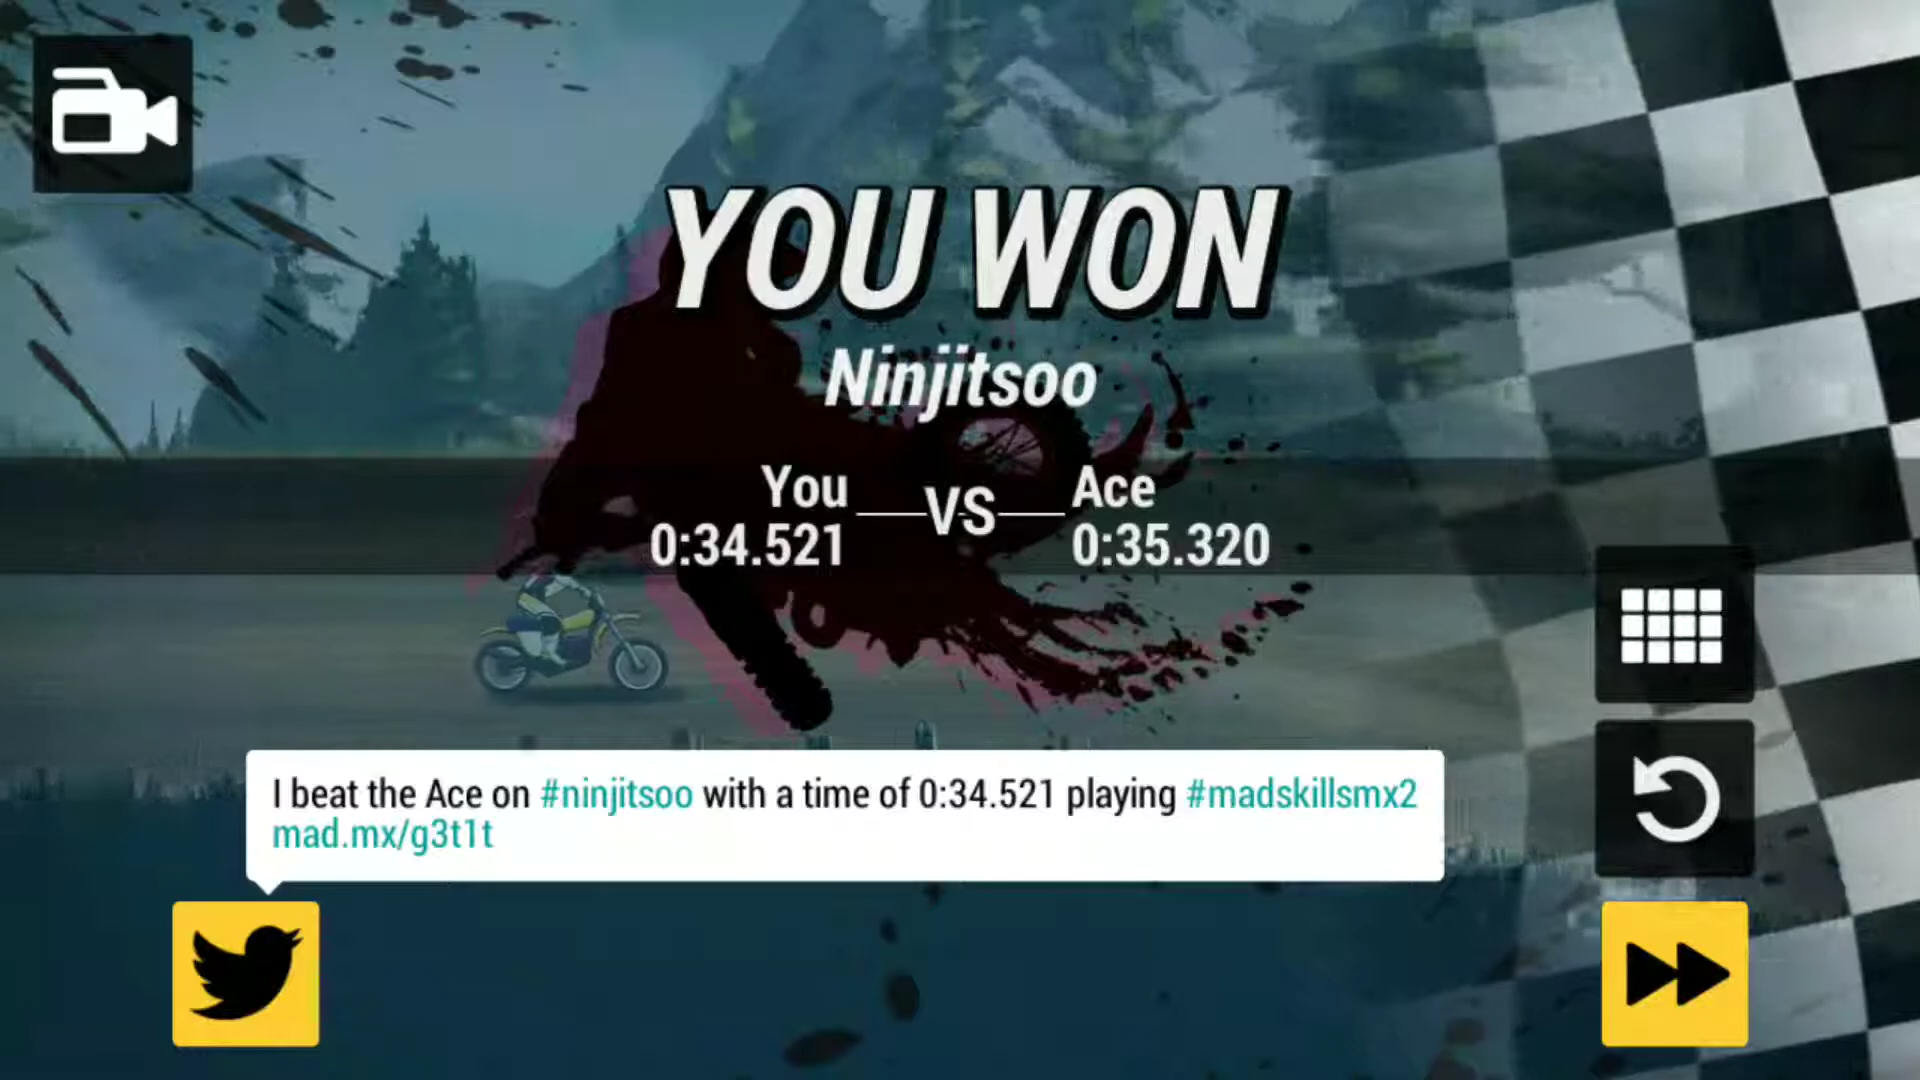 YOU WON
Ninjitsoo
You VS Ace
0:34.521 0:35.320
I beat the Ace on #ninjitsoo with a time of 0:34.521 playing #madskillsmx2
mad.mx/g3t1t